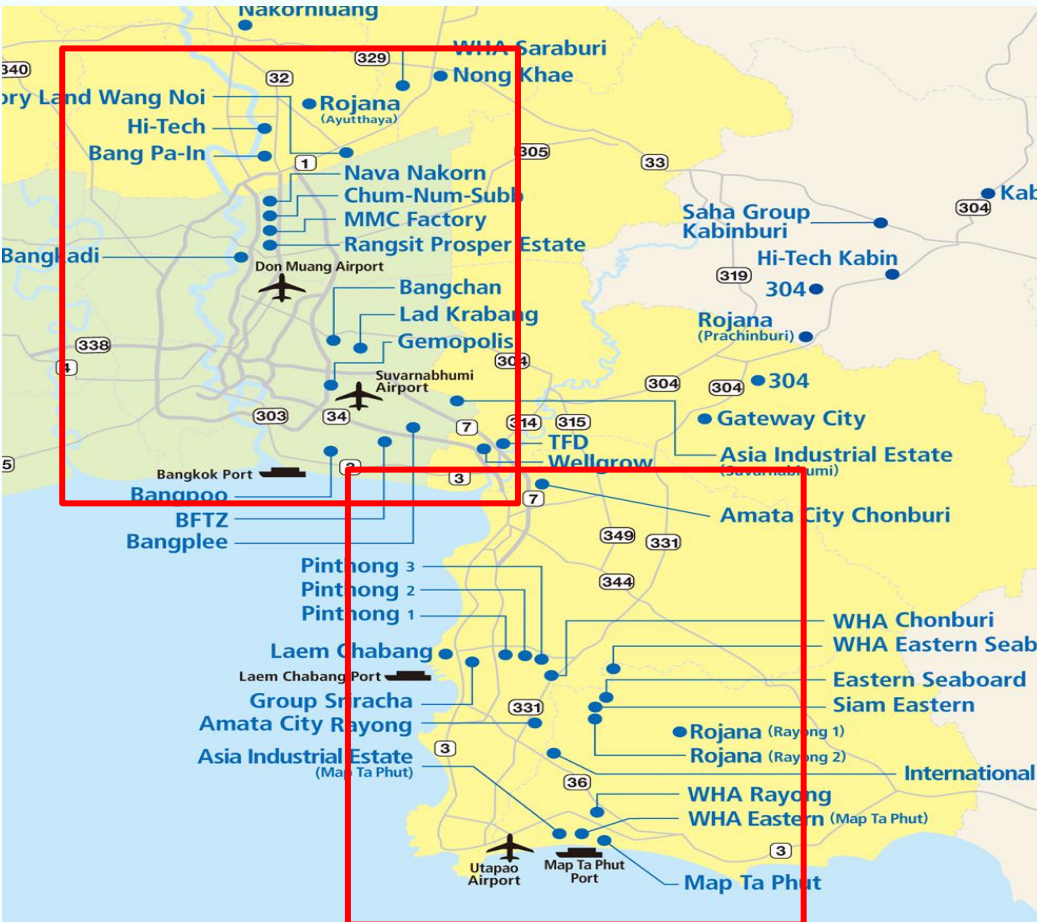 Nakornluang
WHA Saraburi
329
340
32
Nong Khae
ory Land Wang Noi
Rojana
(Ayutthaya)
Hi-Tech
Bang Pa-In
1
305
33
Nava Nakorn
Chum-Num-Subb
MMC Factory
Rangsit Prosper Estate
Kab
304
Saha Group
Kabinburi
Bangkadi
Don Muang Airport
Hi-Tech Kabin
319
304
Bangchan
Lad Krabang
Gemopolis
Rojana
(Prachinburi)
338
4
304
Suvarnabhumi
Airport
304
304
304
303
34
7
314
315
Gateway City
TFD
Wellgrow
Asia Industrial Estate
(Suvarnabhumi)
5
Bangkok Port
3
3
7
Bangpoo
BFTZ
Bangplee
Amata City Chonburi
349
331
344
Pinthong 3
Pinthong 2
Pinthong 1
WHA Chonburi
WHA Eastern Seab
Laem Chabang
Laem Chabang Port
Eastern Seaboard
Group Sriracha
331
Siam Eastern
Amata City Rayong
Rojana (Rayong 1)
3
Rojana (Rayong 2)
Asia Industrial Estate
(Map Ta Phut)
International
36
WHA Rayong
WHA Eastern (Map Ta Phut)
3
Utapao
Airport
Map Ta Phut
Port
Map Ta Phut